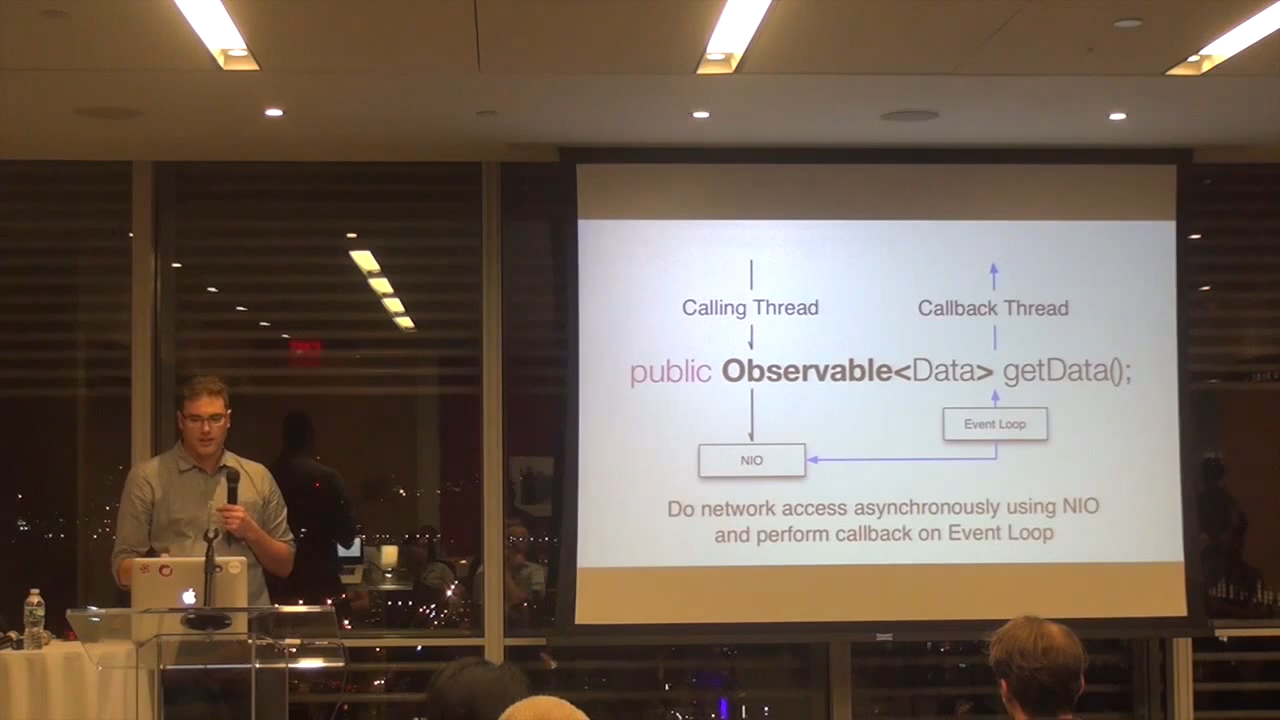 Calling Thread
Callback Thread
public Observable<Data> getData();
Event Loop
NIO
Do network access asynchronously using NIO
and perform callback on Event Loop